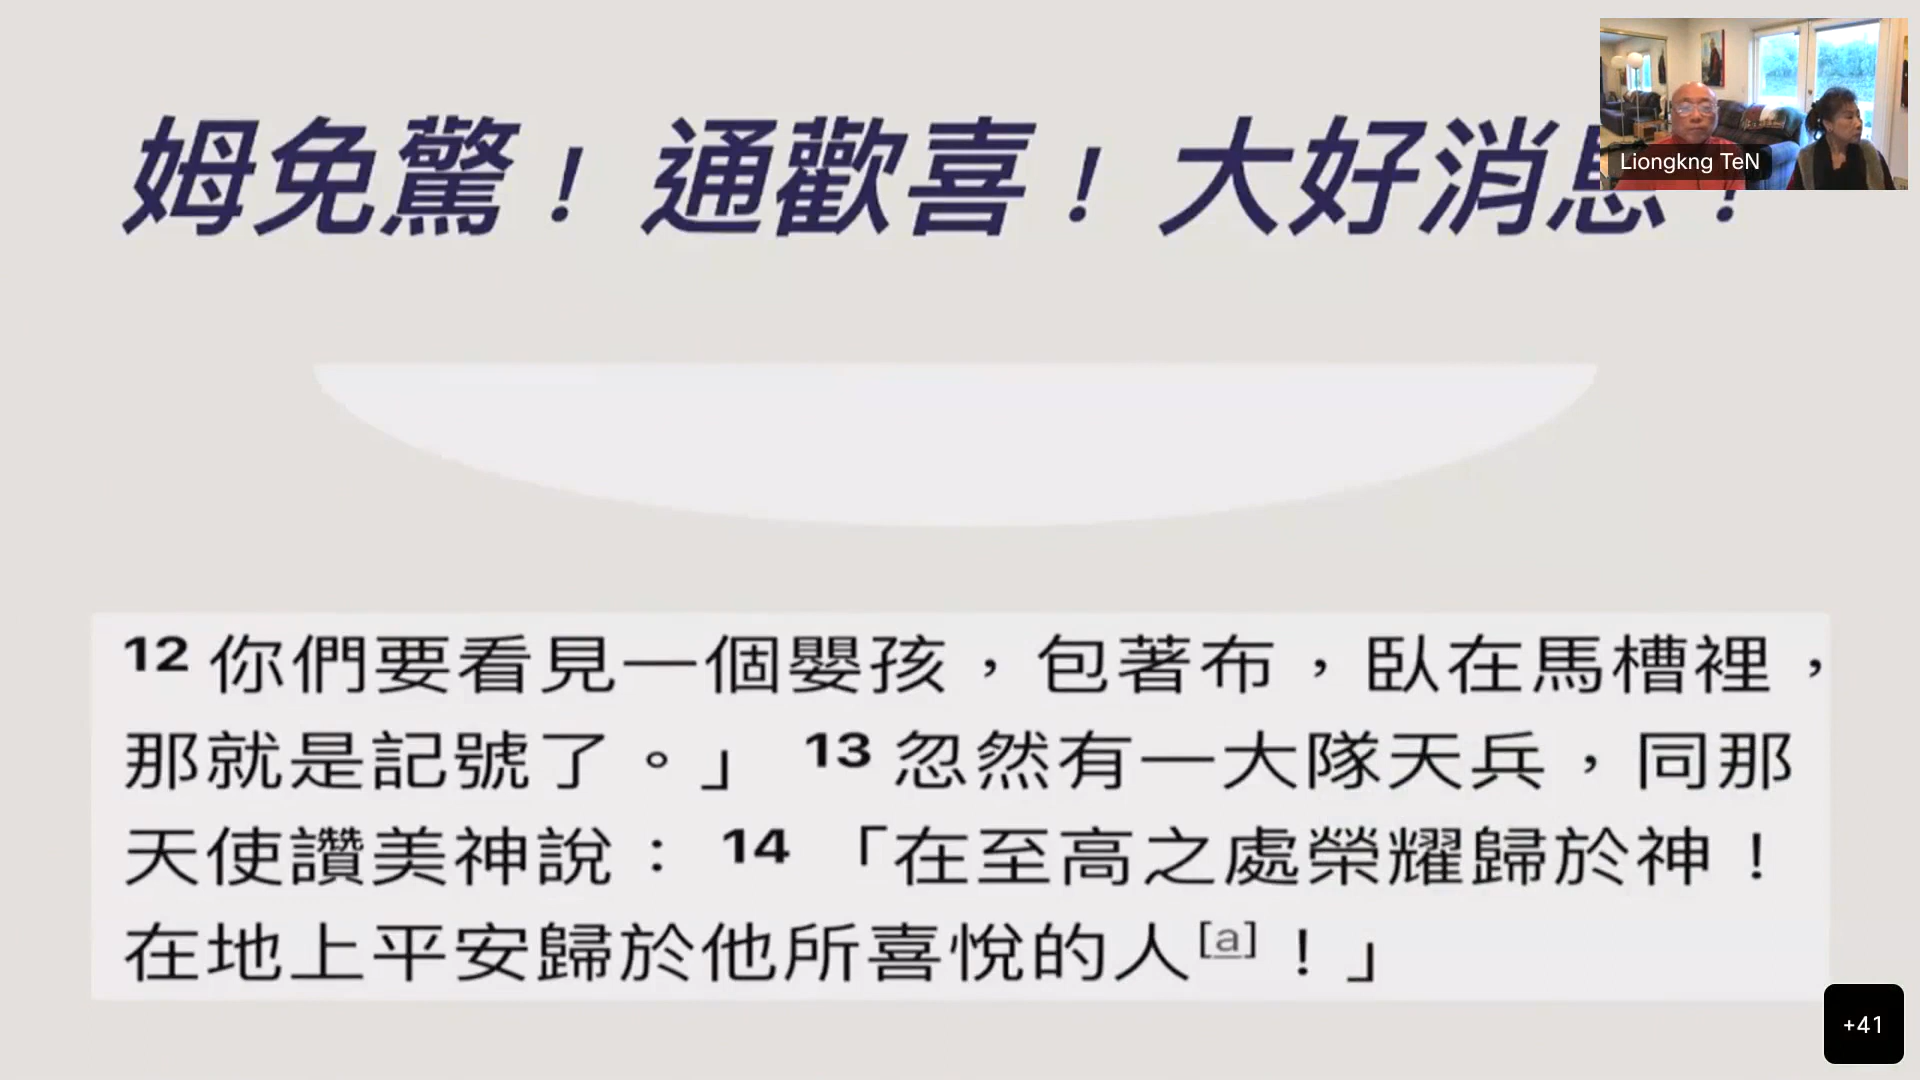 姆免驚！通歡喜！大好消息！
Liongkng TeN
12 你們要看見一個嬰孩，包著布，臥在馬槽裡，
那就是記號了。」 13 忽然有一大隊天兵，同那
天使讚美神說： 14 「在至高之處榮耀歸於神！
在地上平安歸於他所喜悅的人[a]！」
+41